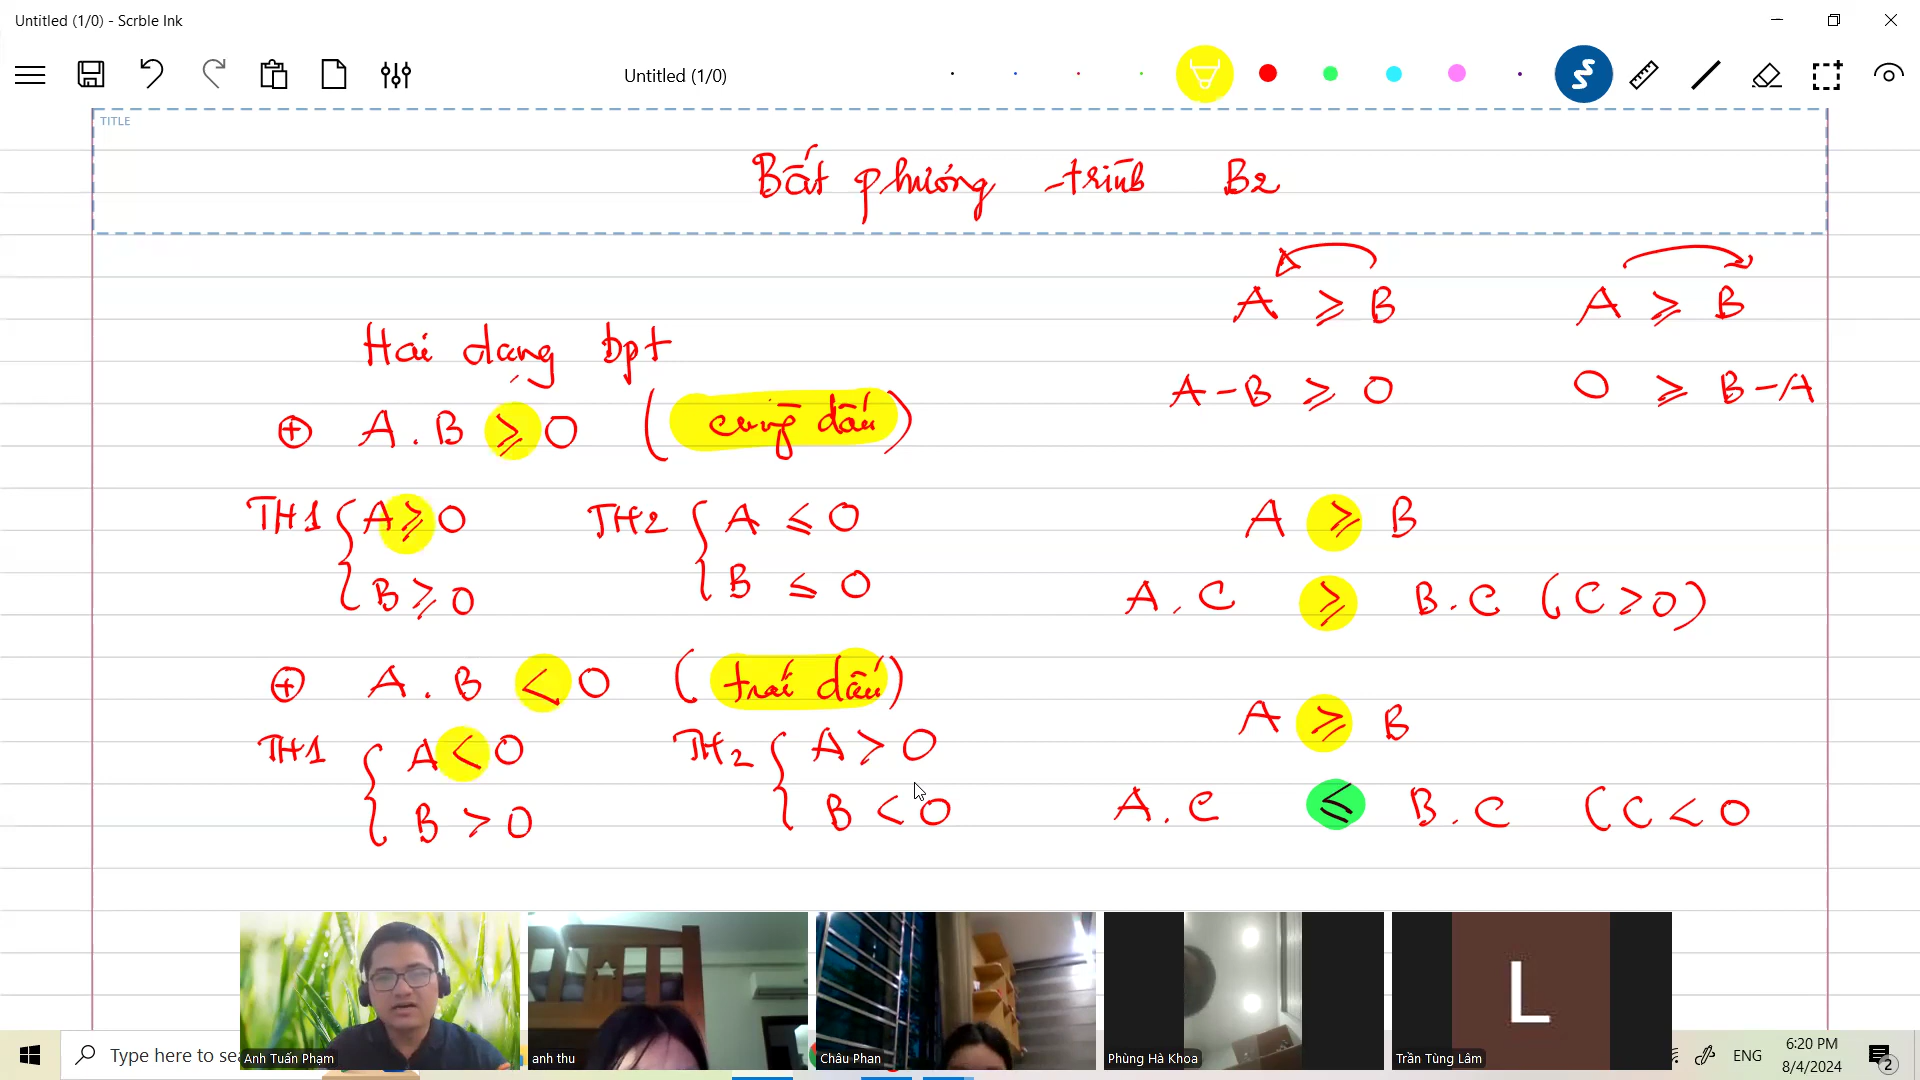 Untitled (1/0) - Scrble Ink
Untitled (1/0)
TITLE
Bất phương trình B2
A ≥ B
A ≥ B
Hai dạng bpt
A - B ≥ 0
0 ≥ B - A
⊕ A . B ≥ 0 ( cùng dấu )
TH1 { A ≥ 0
B ≥ 0
TH2 { A ≤ 0
B ≤ 0
A ≥ B
A . C ≥ B . C ( C > 0 )
⊕ A . B < 0 ( trái dấu )
TH1 { A < 0
B > 0
TH2 { A > 0
B < 0
A ≥ B
A . C ≤ B . C ( C < 0
L
Anh Tuấn Phạm
anh thu
Châu Phan
Phùng Hà Khoa
Trần Tùng Lâm
Type here to se
ENG
6:20 PM
8/4/2024
2